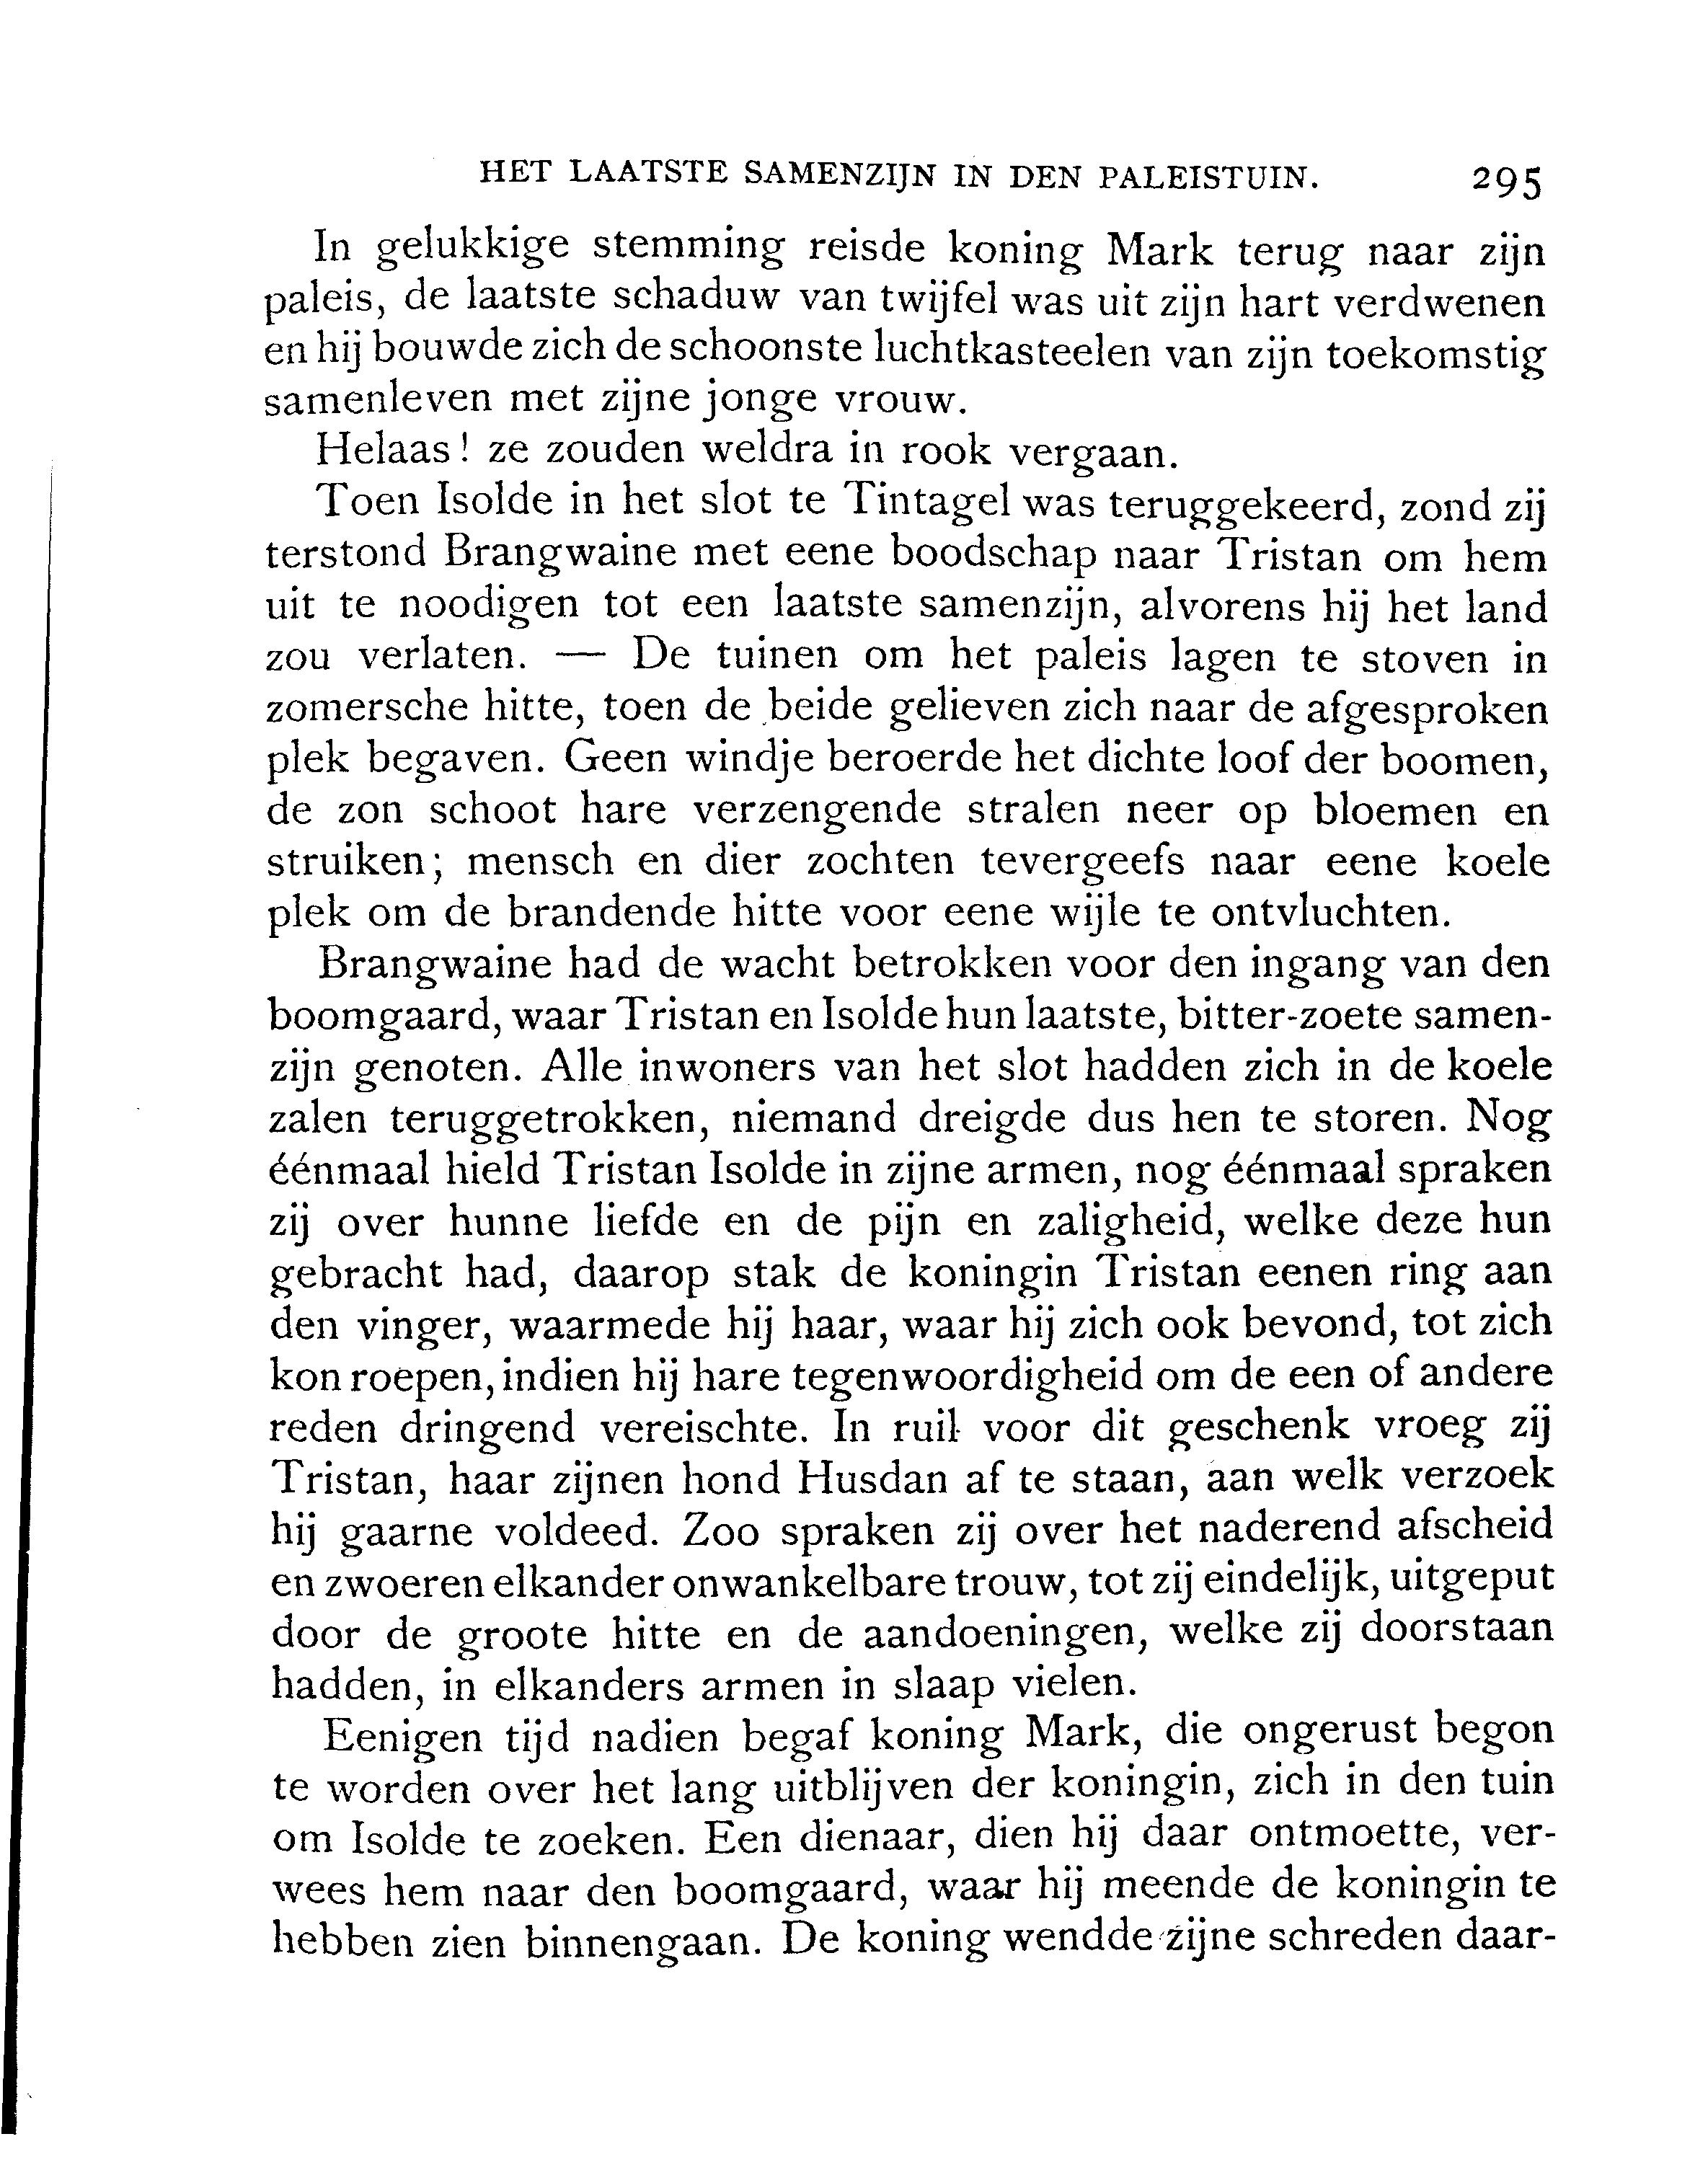 HET LAATSTE SAMENZIJN IN DEN PALEISTUIN. 295
In gelukkige stemming reisde koning Mark terug naar zijn
paleis, de laatste schaduw van twijfel was uit zijn hart verdwenen
en hij bouwde zich de schoonste luchtkasteelen van zijn toekomstig
samenleven met zijne jonge vrouw.
Helaas! ze zouden weldra in rook vergaan.
Toen Isolde in het slot te Tintagel was teruggekeerd, zond zij
terstond Brangwaine met eene boodschap naar Tristan om hem
uit te noodigen tot een laatste samenzijn, alvorens hij het land
zou verlaten. — De tuinen om het paleis lagen te stoven in
zomersche hitte, toen de beide gelieven zich naar de afgesproken
plek begaven. Geen windje beroerde het dichte loof der boomen,
de zon schoot hare verzengende stralen neer op bloemen en
struiken; mensch en dier zochten tevergeefs naar eene koele
plek om de brandende hitte voor eene wijle te ontvluchten.
Brangwaine had de wacht betrokken voor den ingang van den
boomgaard, waar Tristan en Isolde hun laatste, bitter-zoete samen-
zijn genoten. Alle inwoners van het slot hadden zich in de koele
zalen teruggetrokken, niemand dreigde dus hen te storen. Nog
éénmaal hield Tristan Isolde in zijne armen, nog éénmaal spraken
zij over hunne liefde en de pijn en zaligheid, welke deze hun
gebracht had, daarop stak de koningin Tristan eenen ring aan
den vinger, waarmede hij haar, waar hij zich ook bevond, tot zich
kon roepen, indien hij hare tegenwoordigheid om de een of andere
reden dringend vereischte. In ruil voor dit geschenk vroeg zij
Tristan, haar zijnen hond Husdan af te staan, aan welk verzoek
hij gaarne voldeed. Zoo spraken zij over het naderend afscheid
en zwoeren elkander onwankelbare trouw, tot zij eindelijk, uitgeput
door de groote hitte en de aandoeningen, welke zij doorstaan
hadden, in elkanders armen in slaap vielen.
Eenigen tijd nadien begaf koning Mark, die ongerust begon
te worden over het lang uitblijven der koningin, zich in den tuin
om Isolde te zoeken. Een dienaar, dien hij daar ontmoette, ver-
wees hem naar den boomgaard, waar hij meende de koningin te
hebben zien binnengaan. De koning wendde zijne schreden daar-